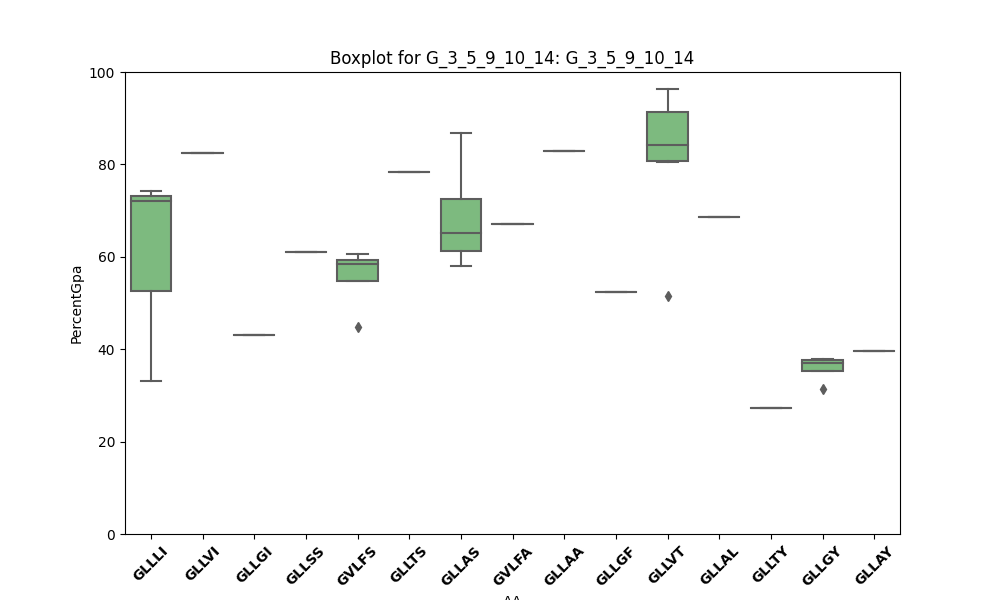 Boxplot for G_3_5_9_10_14: G_3_5_9_10_14
100
80
60
40
20
0
PercentGpa
GLLLI
GLLVI
GLLGI
GLLSS
GVLFS
GLLTS
GLLAS
GVLFA
GLLAA
GLLGF
GLLVT
GLLAL
GLLTY
GLLGY
GLLAY
AA